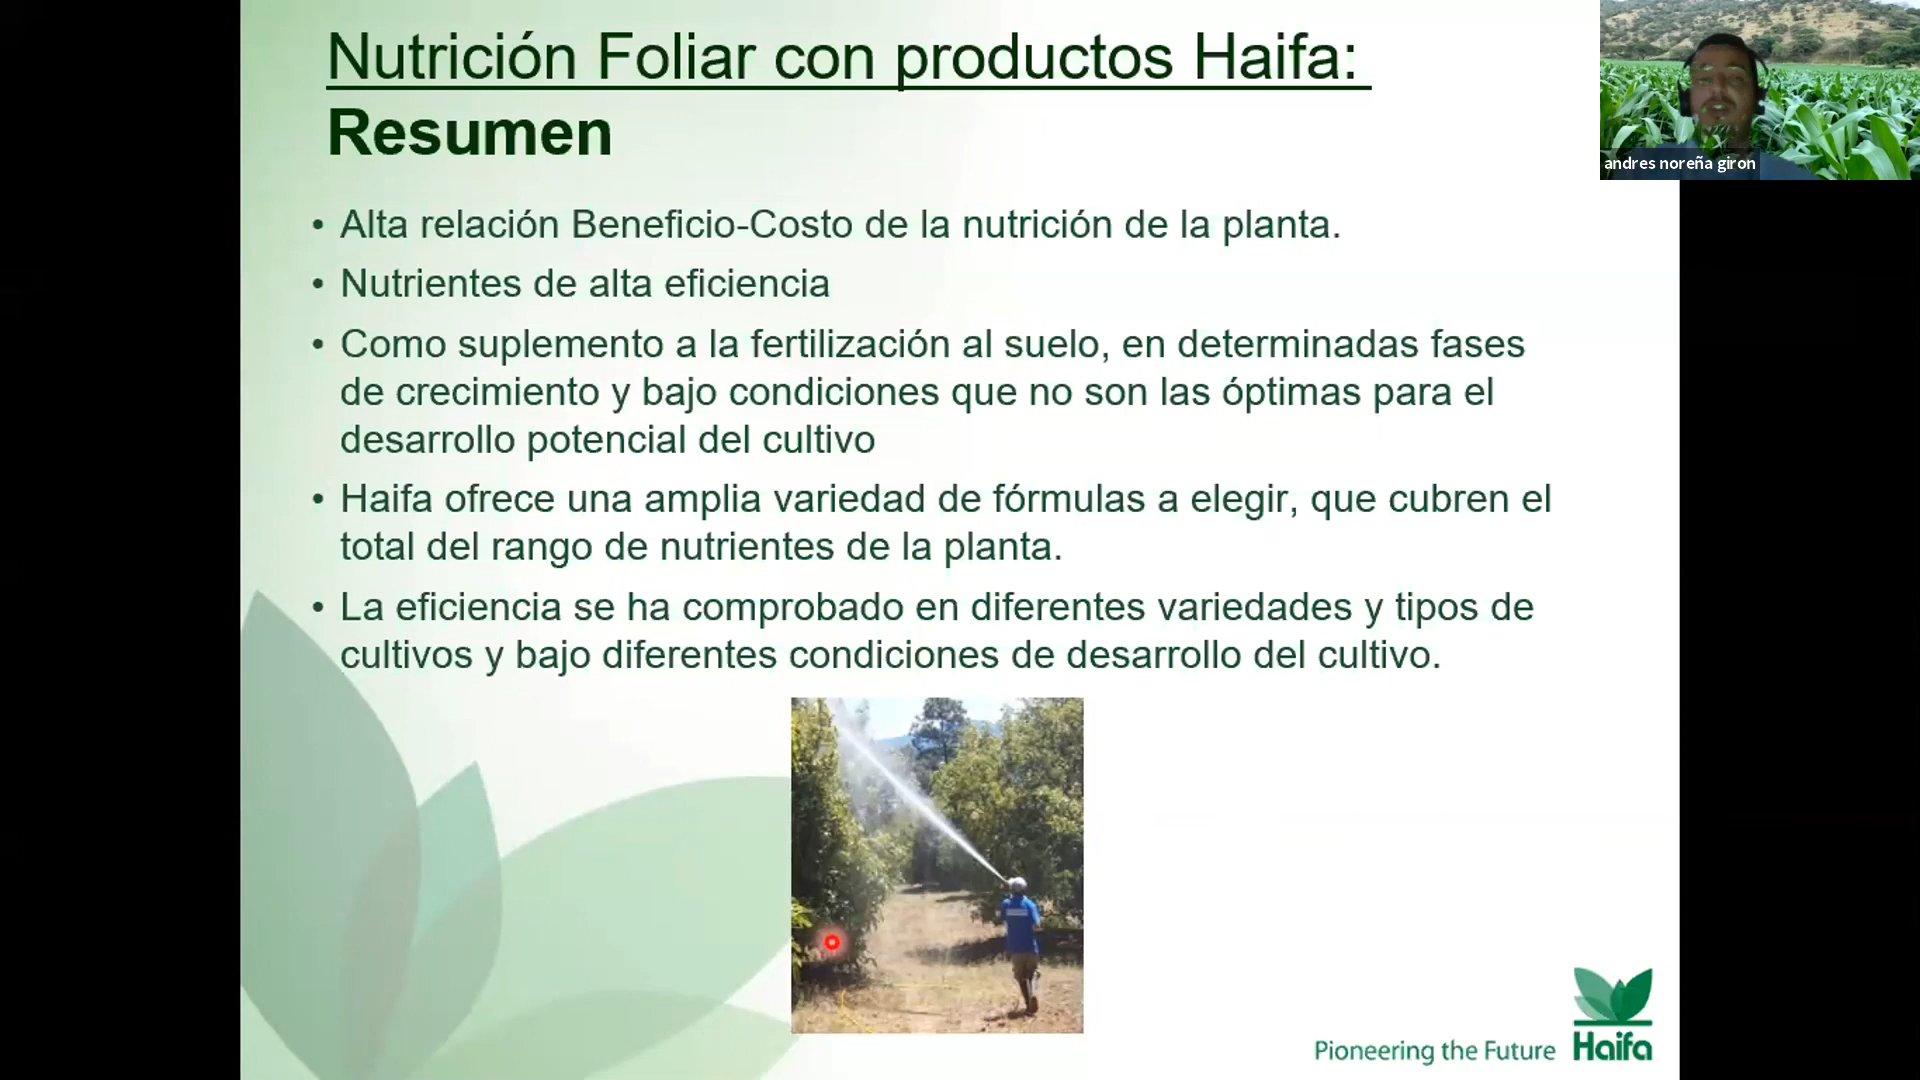 Nutrición Foliar con productos Haifa:
Resumen
andres noreña giron
• Alta relación Beneficio-Costo de la nutrición de la planta.
• Nutrientes de alta eficiencia
• Como suplemento a la fertilización al suelo, en determinadas fases
de crecimiento y bajo condiciones que no son las óptimas para el
desarrollo potencial del cultivo
• Haifa ofrece una amplia variedad de fórmulas a elegir, que cubren el
total del rango de nutrientes de la planta.
• La eficiencia se ha comprobado en diferentes variedades y tipos de
cultivos y bajo diferentes condiciones de desarrollo del cultivo.
Pioneering the Future
Haifa